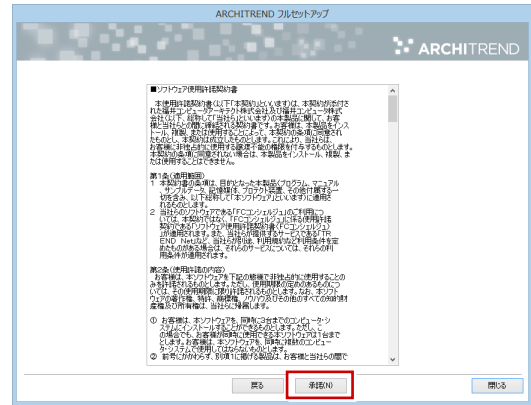 ARCHITREND フルセットアップ
ARCHITREND
■ソフトウェア使用許諾契約書
本使用許諾契約書(以下「本契約」といいます)は、本契約が添付さ
れた福井コンピュータアーキテクト株式会社及び福井コンピュータ株式
会社(以下、総称して「当社ら」といいます)の本製品に関して、お客
様と当社らとの間に締結される契約書です。お客様は、本製品をインス
トール、複製、または使用することによって、本契約の条項に同意され
たものとし、本契約は成立したものとします。これにより、当社らは、
お客様に非独占的に使用する譲渡不能の権限を付与するものとします。
本契約の条項に同意されない場合は、本製品をインストール、複製、ま
たは使用することはできません。
第1条(適用範囲)
1 本契約書の条項は、目的となった本製品(プログラム、マニュアル
、サンプルデータ、記憶媒体、プロテクト装置、その他付属する一
切を含み、以下総称して「本ソフトウェア」といいます)に適用さ
れるものとします。
2 当社らのソフトウェアである「FCコンシェルジュ」のご利用につ
いては、本契約ではなく、「FCコンシェルジュ」に係る使用許諾
契約である「ソフトウェア使用許諾契約書(FCコンシェルジュ)
」が適用されます。また、当社らが提供するサービスである「TR
END Net」など、当社らが別途、利用規約など利用条件を定
めたものがある場合は、それらのサービスについては、それらの利
用条件が適用されます。
第2条(使用許諾の内容)
お客様は、本ソフトウェアを下記の態様で非独占的に使用することの
みを許諾されるものとします。ただし、使用期限の定めのあるものにつ
いては、その使用期限に限り許諾されるものとします。なお、本ソフト
ウェアの著作権、特許、商標権、ノウハウ及びその他のすべての知的財
産権及び所有権は、当社らに帰属します。
① お客様は、本ソフトウェアを、同時に3台までのコンピュータ・シ
ステムにインストールすることができるものとします。ただし、こ
の場合でも、お客様が同時に使用できる本ソフトウェアは1台まで
とします。お客様は、本ソフトウェアを、同時に複数のコンピュー
タ・システムで使用してはならないものとします。
② 前号にかかわらず、別項1に掲げる製品は、お客様と当社らの間で
戻る
承諾(N)
閉じる